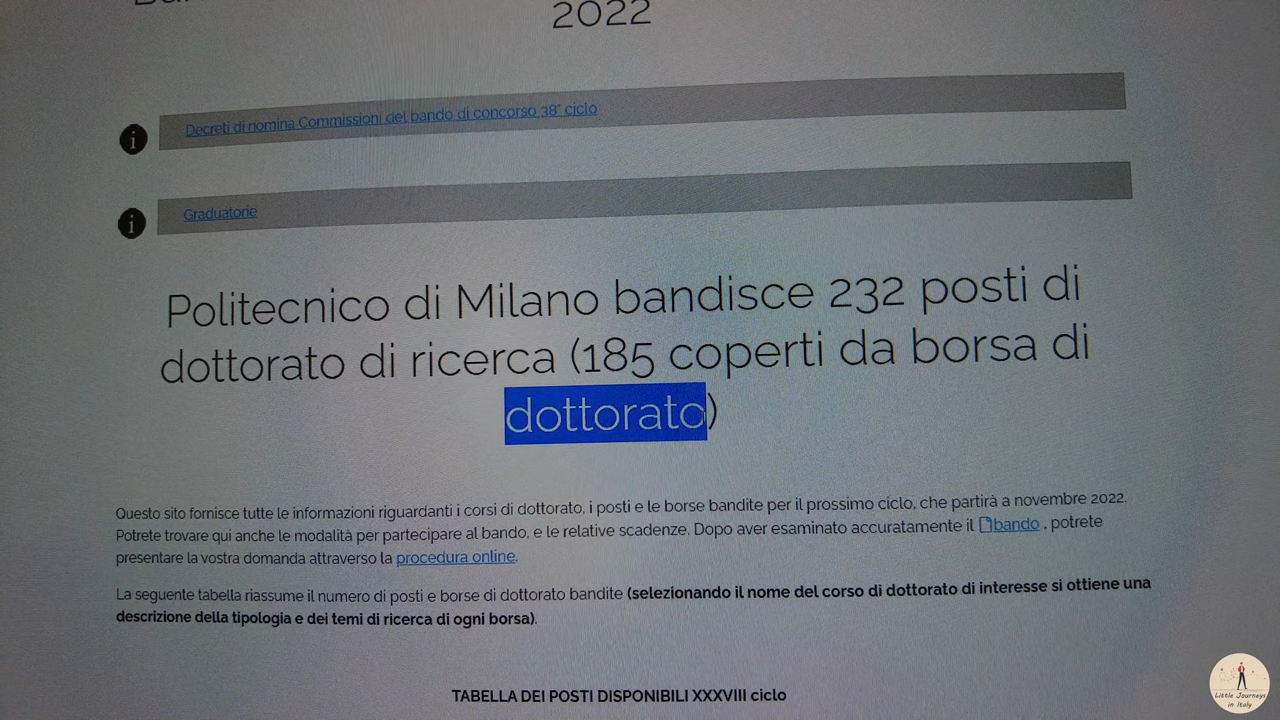 2022
Decreti di nomina Commissioni del bando di concorso 38° ciclo
Graduatorie
Politecnico di Milano bandisce 232 posti di
dottorato di ricerca (185 coperti da borsa di
dottorato)
Questo sito fornisce tutte le informazioni riguardanti i corsi di dottorato, i posti e le borse bandite per il prossimo ciclo, che partirà a novembre 2022.
Potrete trovare qui anche le modalità per partecipare al bando, e le relative scadenze. Dopo aver esaminato accuratamente il bando , potrete
presentare la vostra domanda attraverso la procedura online.
La seguente tabella riassume il numero di posti e borse di dottorato bandite (selezionando il nome del corso di dottorato di interesse si ottiene una
descrizione della tipologia e dei temi di ricerca di ogni borsa).
TABELLA DEI POSTI DISPONIBILI XXXVIII ciclo
Little Journeys
in Italy